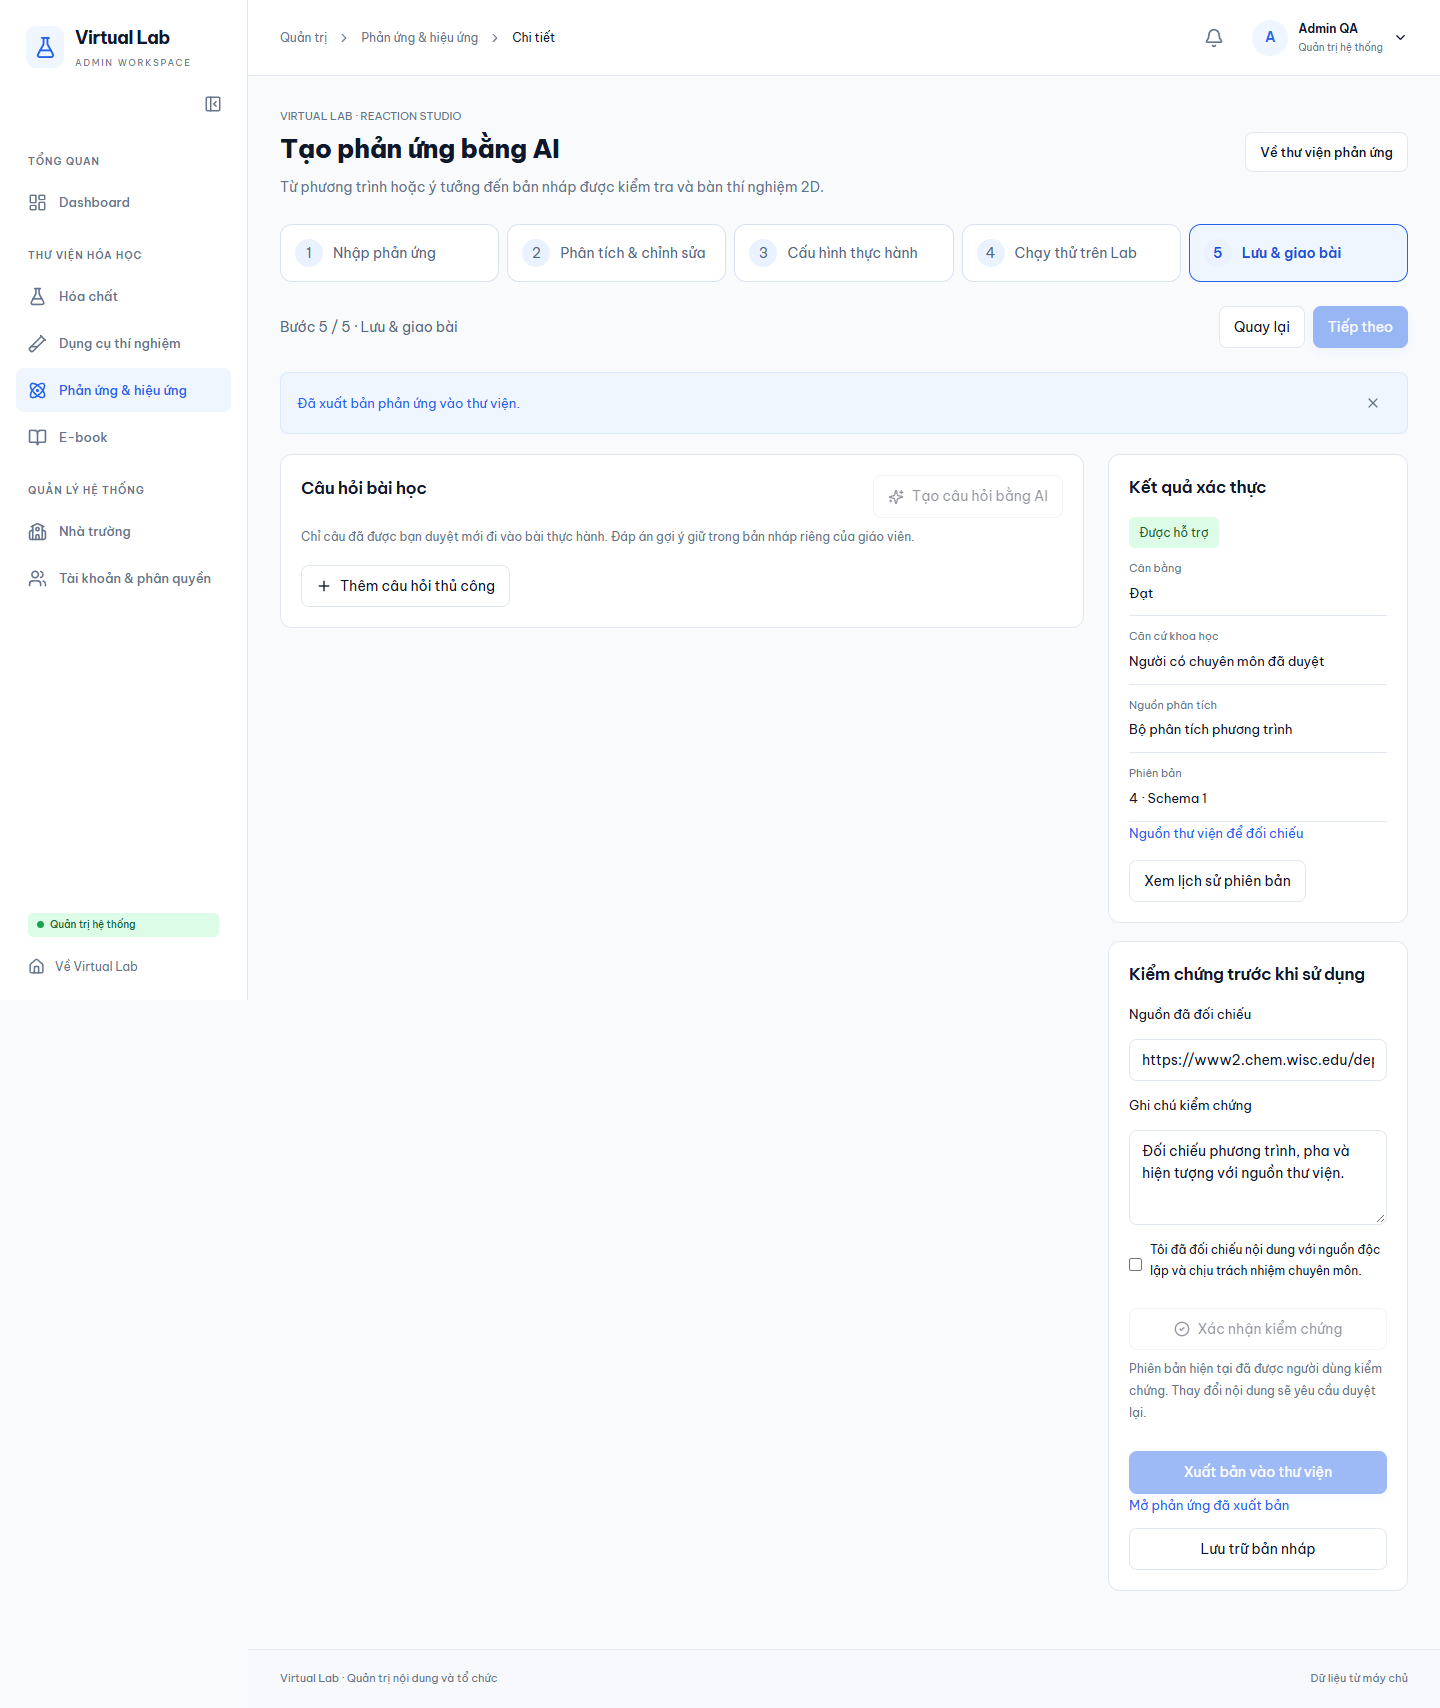 Virtual Lab
ADMIN WORKSPACE
TỔNG QUAN
Dashboard
THƯ VIỆN HÓA HỌC
Hóa chất
Dụng cụ thí nghiệm
Phản ứng & hiệu ứng
E-book
QUẢN LÝ HỆ THỐNG
Nhà trường
Tài khoản & phân quyền
Quản trị hệ thống
Về Virtual Lab
Quản trị
Phản ứng & hiệu ứng
Chi tiết
A
Admin QA
Quản trị hệ thống
VIRTUAL LAB · REACTION STUDIO
Tạo phản ứng bằng AI
Từ phương trình hoặc ý tưởng đến bản nháp được kiểm tra và bàn thí nghiệm 2D.
Về thư viện phản ứng
1 Nhập phản ứng
2 Phân tích & chỉnh sửa
3 Cấu hình thực hành
4 Chạy thử trên Lab
5 Lưu & giao bài
Bước 5 / 5 · Lưu & giao bài
Quay lại
Tiếp theo
Đã xuất bản phản ứng vào thư viện.
Câu hỏi bài học
Tạo câu hỏi bằng AI
Chỉ câu đã được bạn duyệt mới đi vào bài thực hành. Đáp án gợi ý giữ trong bản nháp riêng của giáo viên.
Thêm câu hỏi thủ công
Kết quả xác thực
Được hỗ trợ
Cân bằng
Đạt
Căn cứ khoa học
Người có chuyên môn đã duyệt
Nguồn phân tích
Bộ phân tích phương trình
Phiên bản
4 · Schema 1
Nguồn thư viện để đối chiếu
Xem lịch sử phiên bản
Kiểm chứng trước khi sử dụng
Nguồn đã đối chiếu
https://www2.chem.wisc.edu/dep
Ghi chú kiểm chứng
Đối chiếu phương trình, pha và
hiện tượng với nguồn thư viện.
Tôi đã đối chiếu nội dung với nguồn độc
lập và chịu trách nhiệm chuyên môn.
Xác nhận kiểm chứng
Phiên bản hiện tại đã được người dùng kiểm
chứng. Thay đổi nội dung sẽ yêu cầu duyệt
lại.
Xuất bản vào thư viện
Mở phản ứng đã xuất bản
Lưu trữ bản nháp
Virtual Lab · Quản trị nội dung và tổ chức
Dữ liệu từ máy chủ